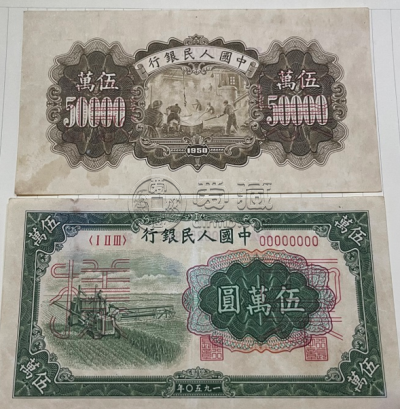 行銀民人國中
萬伍
萬伍
50000
50000
1950
券藏
萬伍
萬伍
行銀民人國中
〈I II III〉
00000000
圓萬伍
伍萬
伍萬
年〇五九一